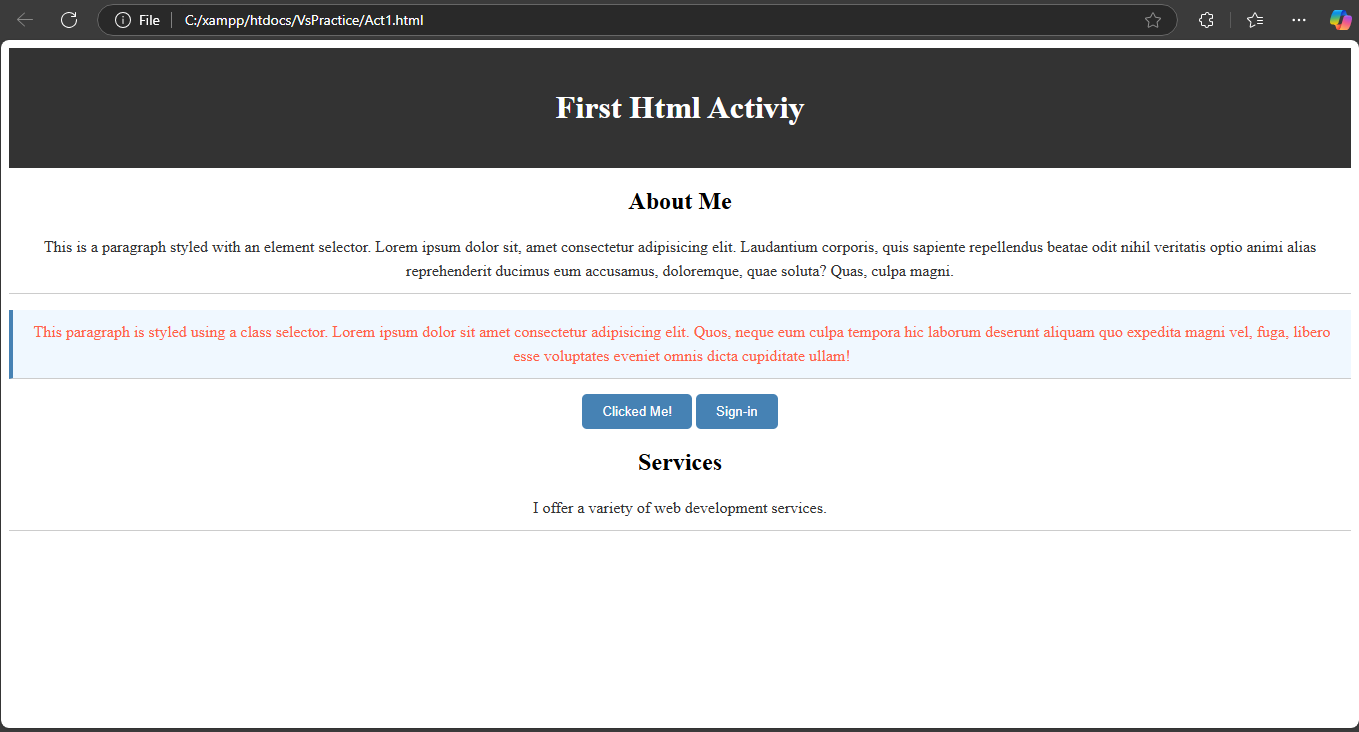 File C:/xampp/htdocs/VsPractice/Act1.html
First Html Activiy
About Me
This is a paragraph styled with an element selector. Lorem ipsum dolor sit, amet consectetur adipisicing elit. Laudantium corporis, quis sapiente repellendus beatae odit nihil veritatis optio animi alias
reprehenderit ducimus eum accusamus, doloremque, quae soluta? Quas, culpa magni.
This paragraph is styled using a class selector. Lorem ipsum dolor sit amet consectetur adipisicing elit. Quos, neque eum culpa tempora hic laborum deserunt aliquam quo expedita magni vel, fuga, libero
esse voluptates eveniet omnis dicta cupiditate ullam!
Clicked Me! Sign-in
Services
I offer a variety of web development services.